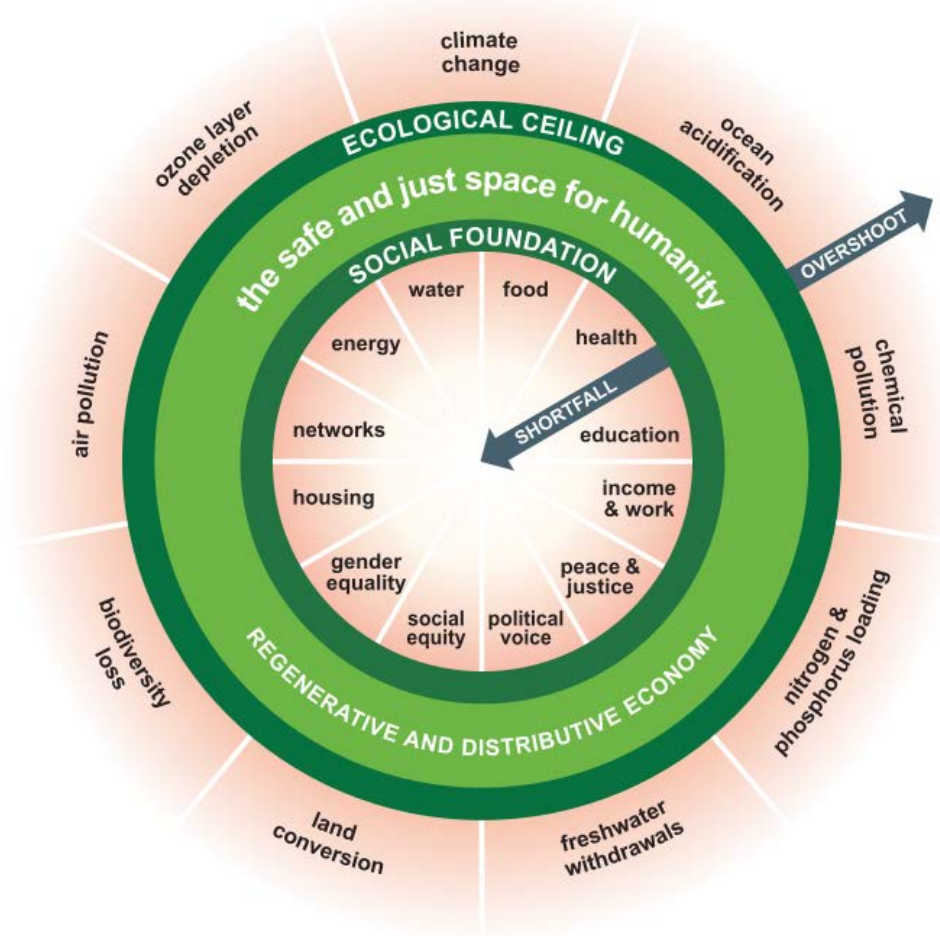 climate
change
ozone layer
depletion
ocean
acidification
ECOLOGICAL CEILING
the safe and just space for humanity
OVERSHOOT
SOCIAL FOUNDATION
water
food
energy
health
air pollution
chemical
pollution
SHORTFALL
networks
education
housing
income
& work
gender
equality
peace &
justice
social
equity
political
voice
biodiversity
loss
nitrogen &
phosphorus loading
REGENERATIVE AND DISTRIBUTIVE ECONOMY
land
conversion
freshwater
withdrawals